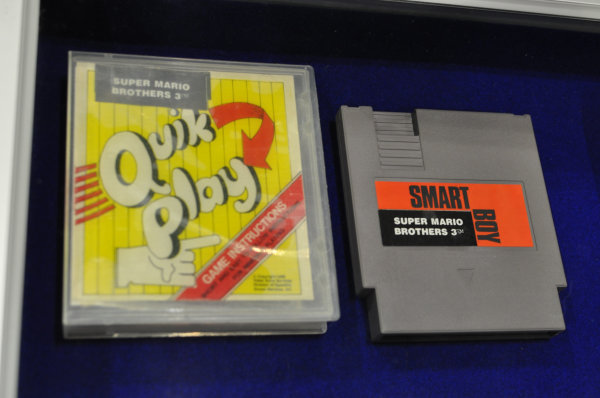 SUPER MARIO
BROTHERS 3™
Quik
Play
GAME INSTRUCTIONS
SMART
BOY
SUPER MARIO
BROTHERS 3™